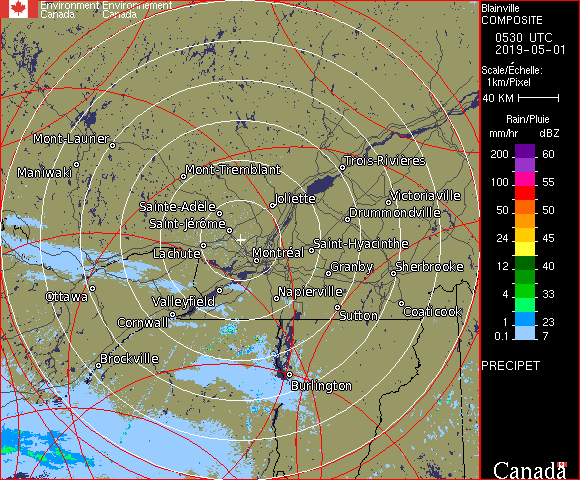 Environment Environnement
Canada Canada
Blainville
COMPOSITE
0530 UTC
2019-05-01
Scale/Échelle:
1km/Pixel
40 KM
Rain/Pluie
mm/hr dBZ
200 60
100 55
50 50
24 45
12 40
4 33
1 23
0.1 7
PRECIPET
Canada
Mont-Laurier
Maniwaki
Mont-Tremblant
Trois-Rivières
Sainte-Adèle
Joliette
Victoriaville
Saint-Jérôme
Drummondville
Lachute
Montréal
Saint-Hyacinthe
Granby
Sherbrooke
Ottawa
Valleyfield
Napierville
Cornwall
Sutton
Coaticook
Brockville
Burlington